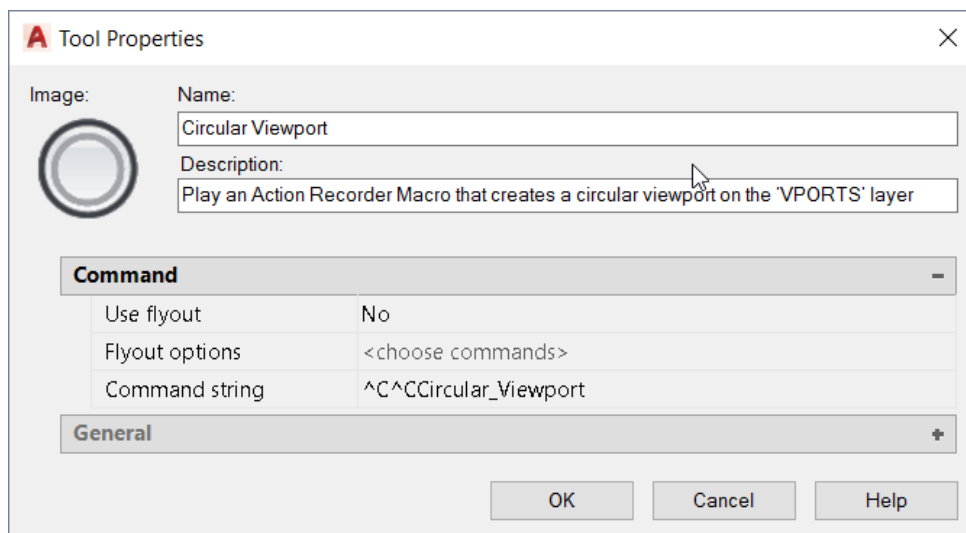 A Tool Properties
Image:
Name:
Circular Viewport
Description:
Play an Action Recorder Macro that creates a circular viewport on the 'VPORTS' layer
Command
Use flyout No
Flyout options <choose commands>
Command string ^C^CCircular_Viewport
General
OK Cancel Help